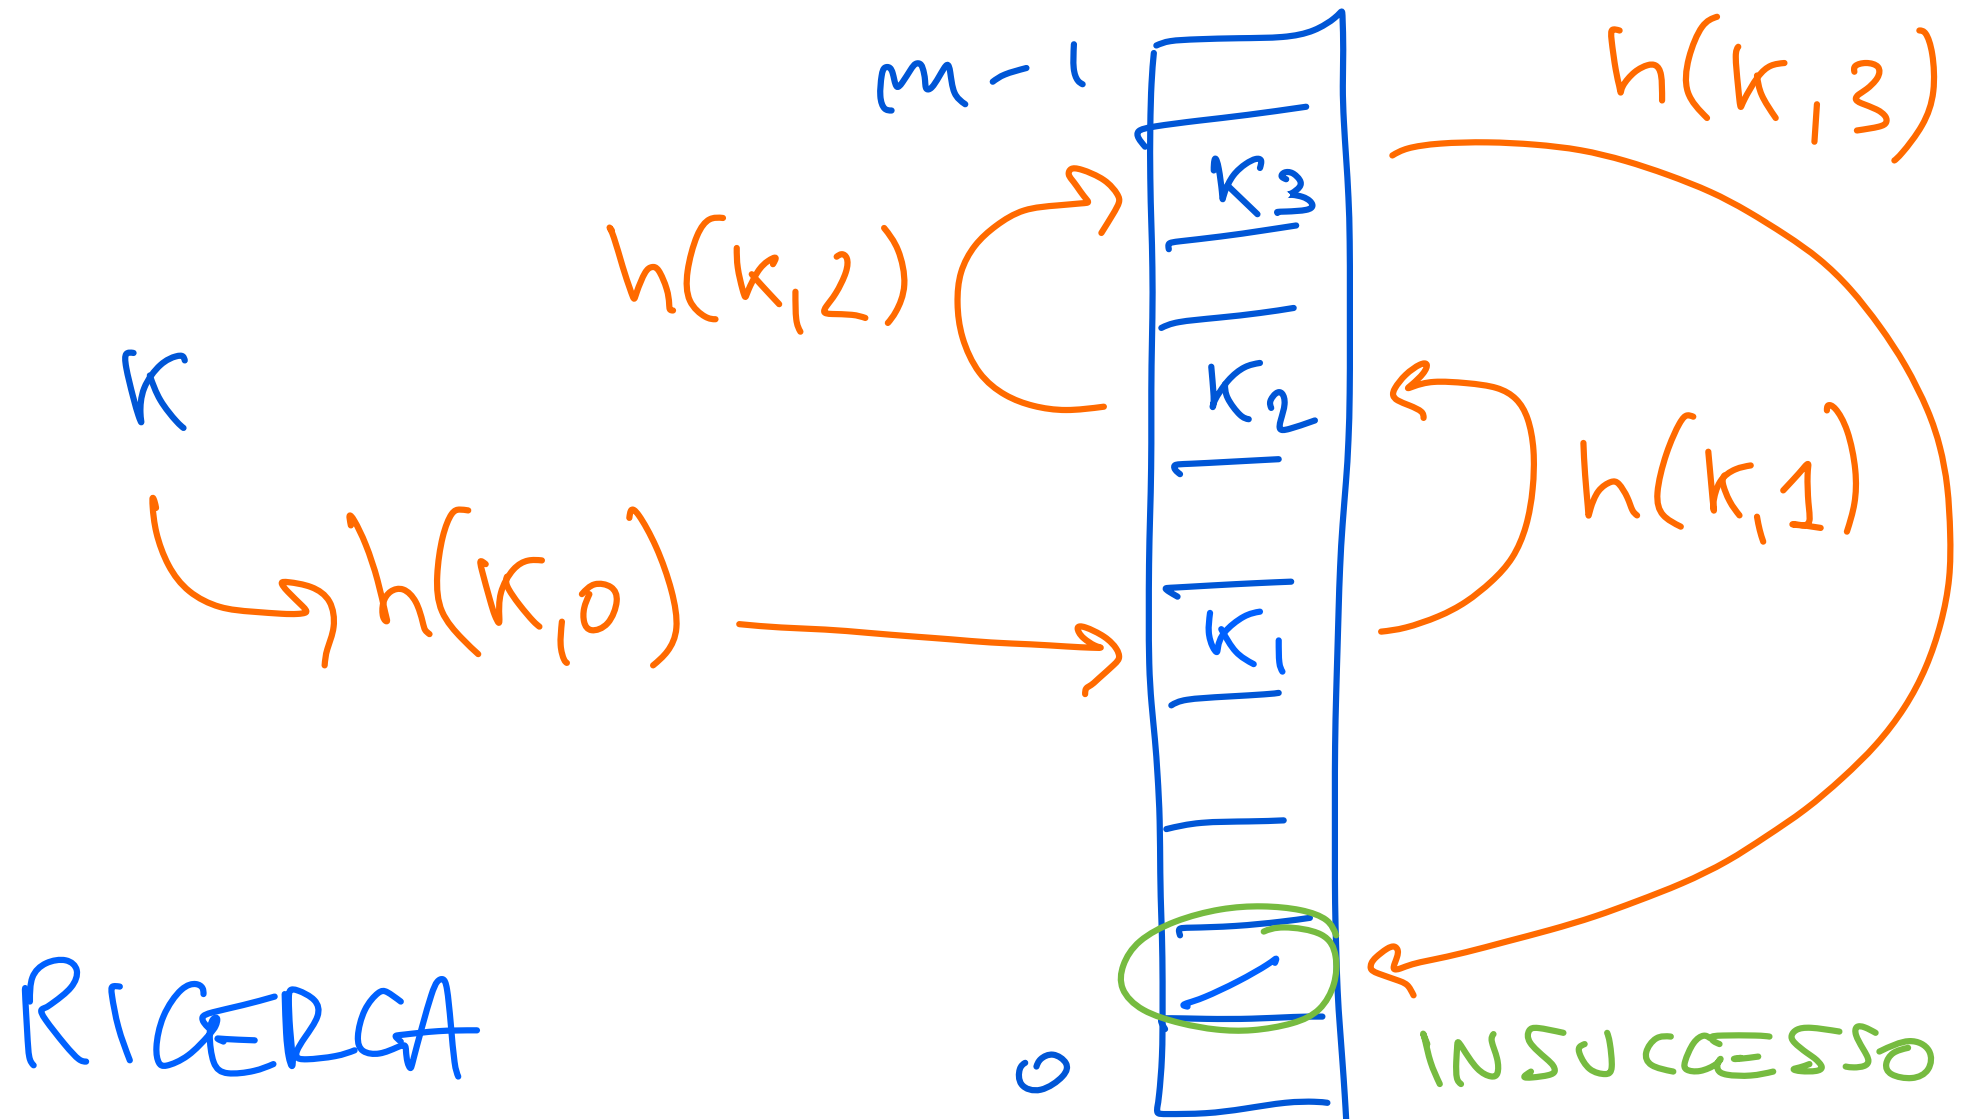 m-1
h(K,3)
K3
h(K,2)
K
K2
h(K,1)
h(K,0)
K1
RICERCA
0
INSUCCESSO